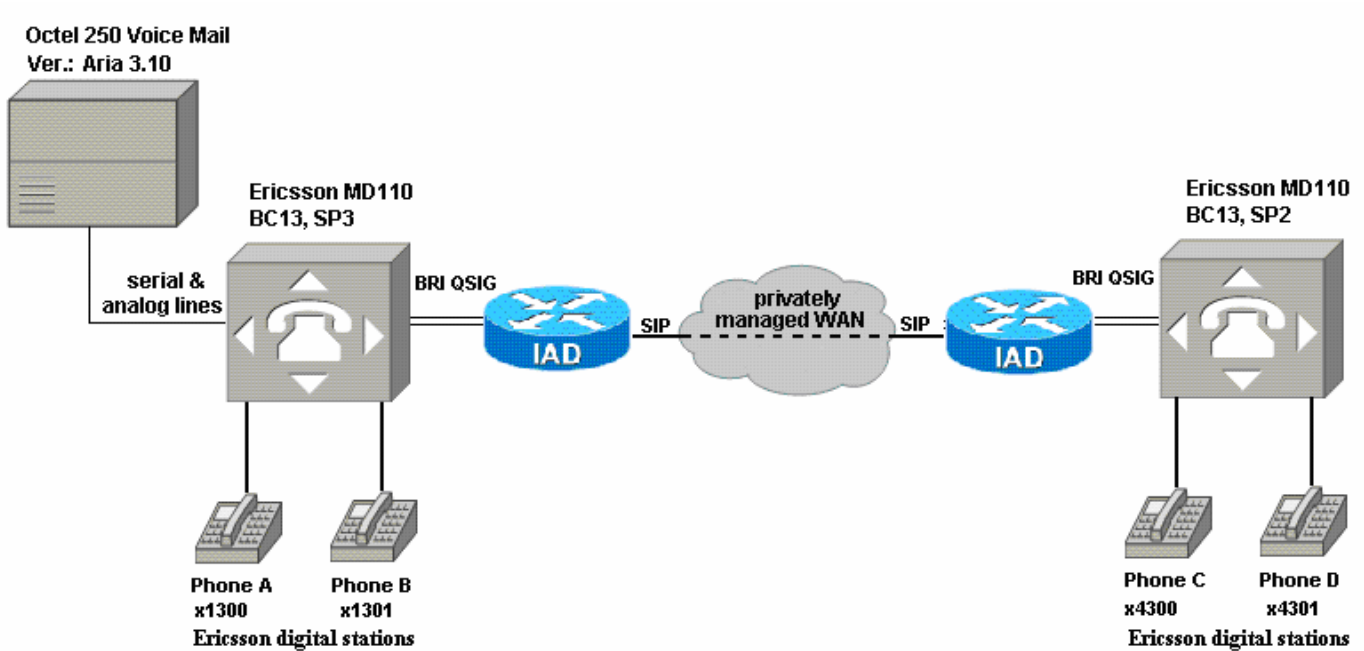 Octel 250 Voice Mail
Ver.: Aria 3.10
Ericsson MD110
BC13, SP3
Ericsson MD110
BC13, SP2
serial &
analog lines
BRI QSIG
IAD
SIP
privately
managed WAN
SIP
IAD
BRI QSIG
Phone A
x1300
Phone B
x1301
Ericsson digital stations
Phone C
x4300
Phone D
x4301
Ericsson digital stations